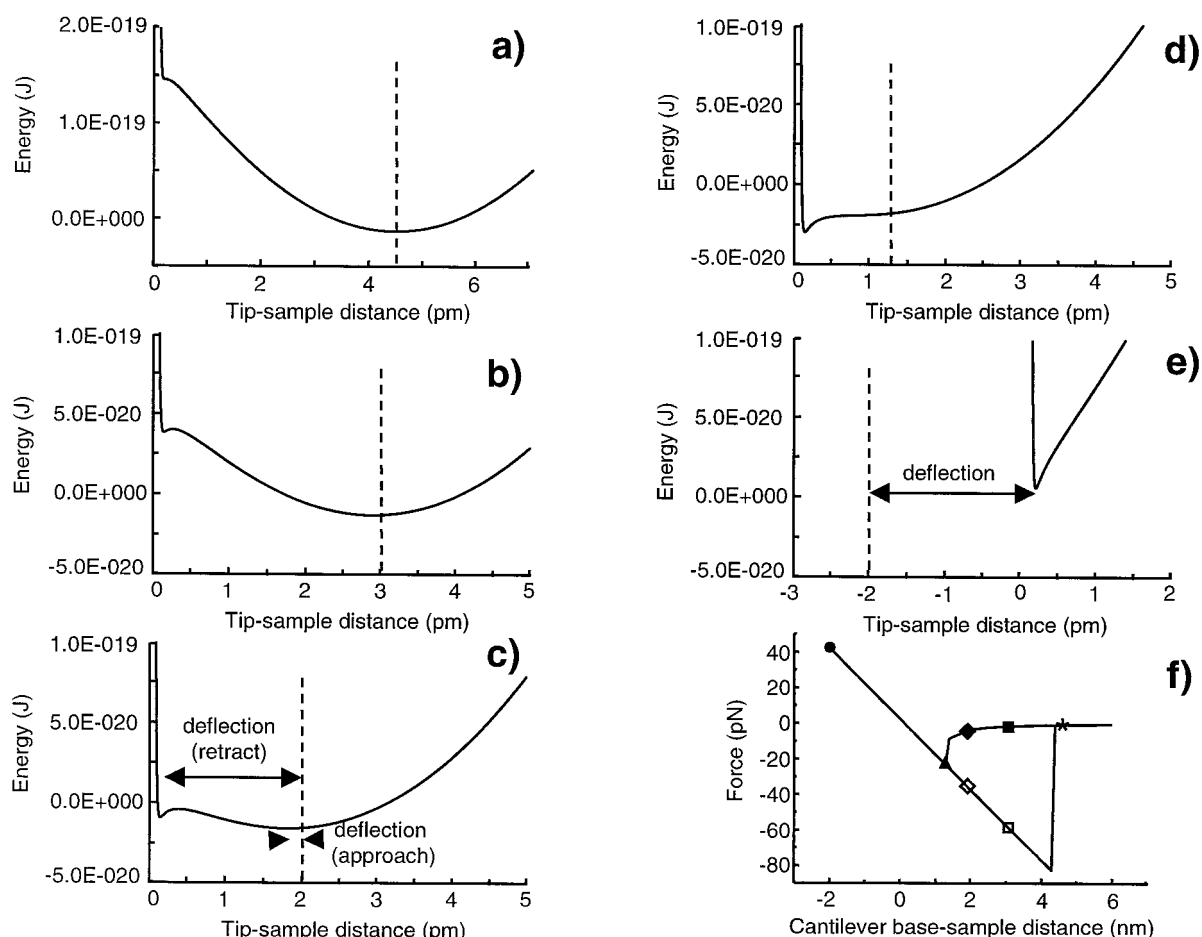 a)
2.0E-019
1.0E-019
0.0E+000
Energy (J)
0 2 4 6
Tip-sample distance (pm)
b)
1.0E-019
5.0E-020
0.0E+000
-5.0E-020
Energy (J)
0 1 2 3 4 5
Tip-sample distance (pm)
c)
1.0E-019
5.0E-020
0.0E+000
-5.0E-020
Energy (J)
deflection
(retract)
deflection
(approach)
0 1 2 3 4 5
Tip-sample distance (pm)
d)
1.0E-019
5.0E-020
0.0E+000
-5.0E-020
Energy (J)
0 1 2 3 4 5
Tip-sample distance (pm)
e)
1.0E-019
5.0E-020
0.0E+000
-5.0E-020
Energy (J)
deflection
-3 -2 -1 0 1 2
Tip-sample distance (pm)
f)
40
20
0
-20
-40
-60
-80
Force (pN)
-2 0 2 4 6
Cantilever base-sample distance (nm)